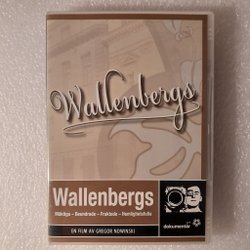 Wallenbergs
Wallenbergs
Mäktiga - Beundrade - Fruktade - Hemlighetsfulla
dokumentär
EN FILM AV GREGOR NOWINSKI